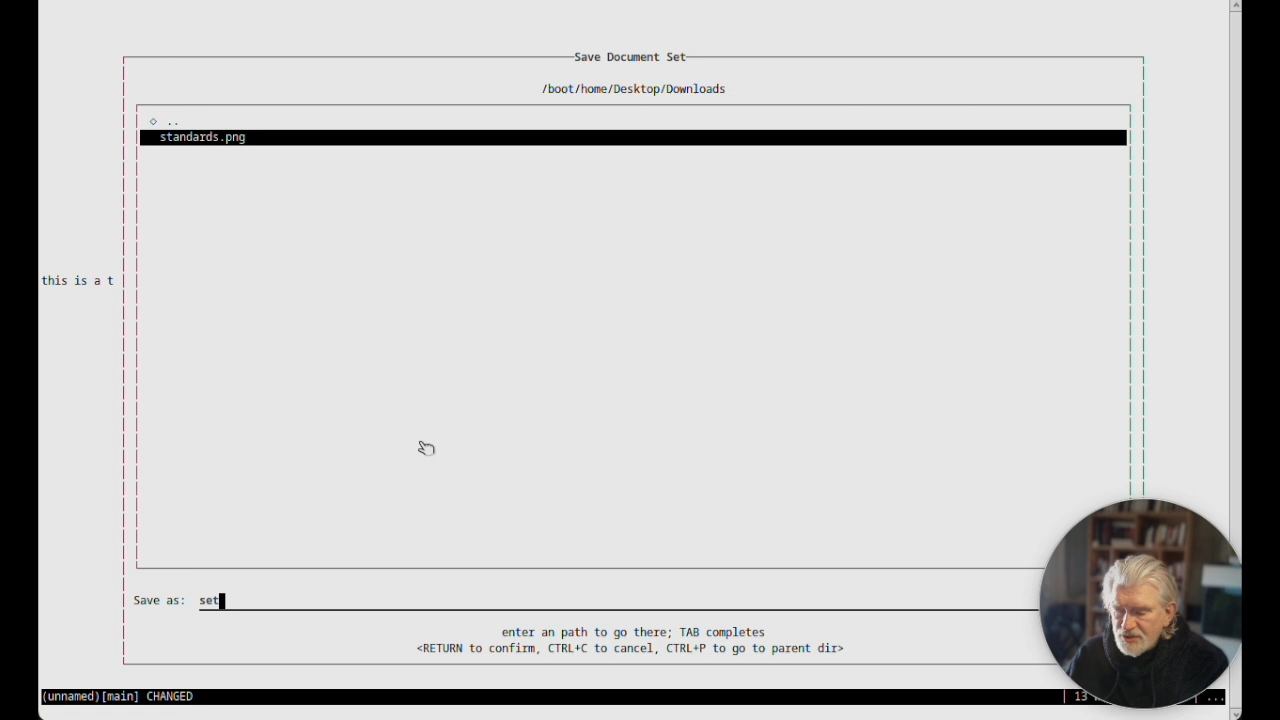 Save Document Set
/boot/home/Desktop/Downloads
..
standards.png
this is a t
Save as: set
enter an path to go there; TAB completes
<RETURN to confirm, CTRL+C to cancel, CTRL+P to go to parent dir>
(unnamed)[main] CHANGED | 13 | ...